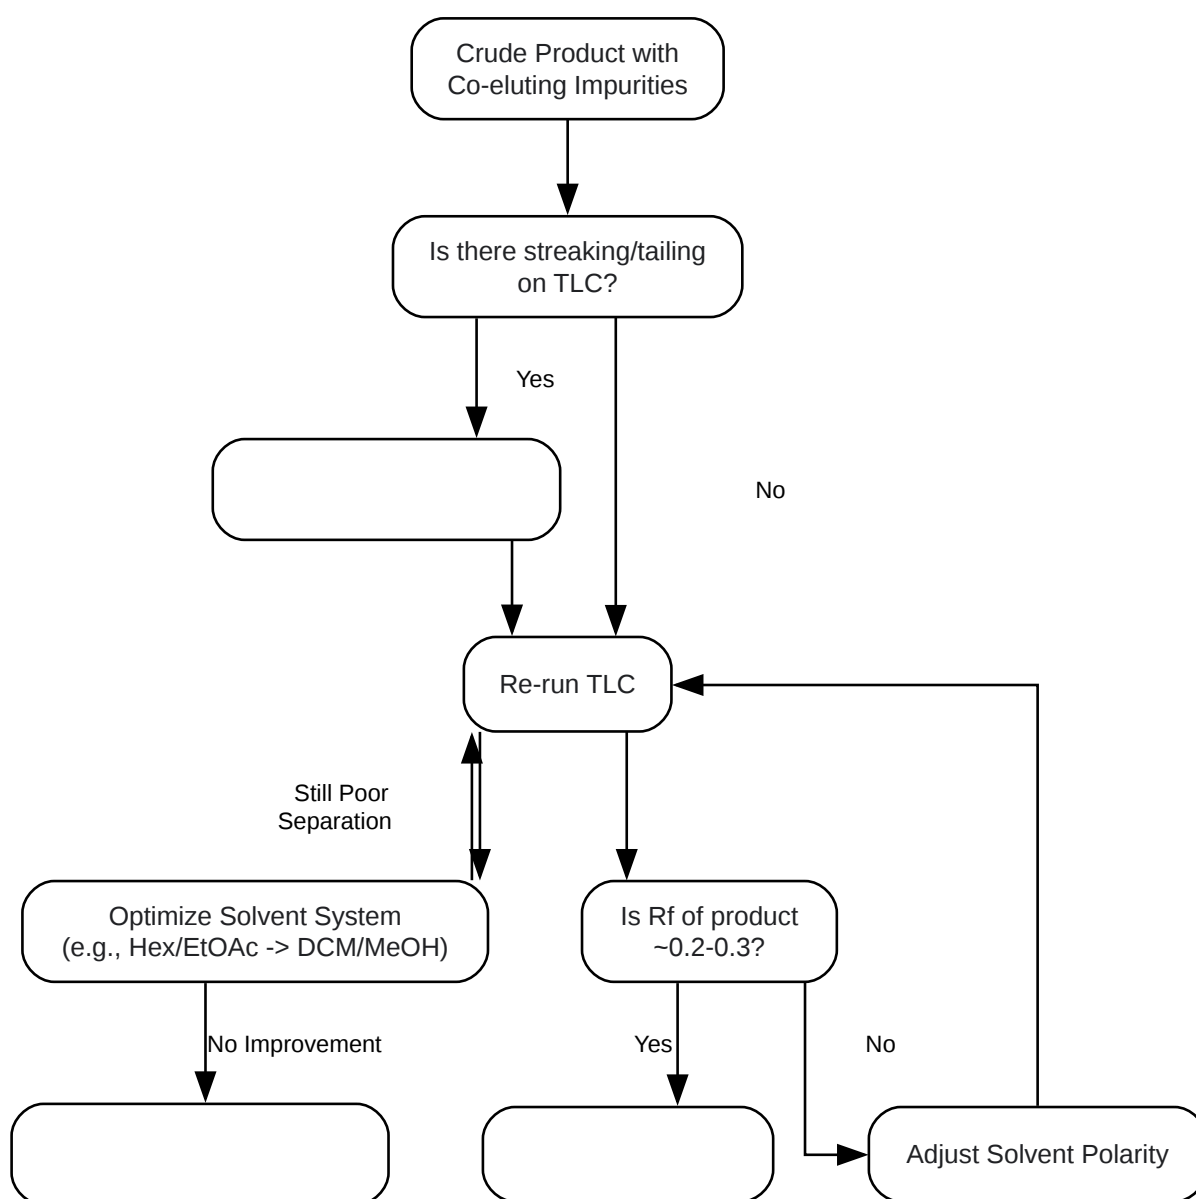 Crude Product with
Co-eluting Impurities
Is there streaking/tailing
on TLC?
Yes
No
Re-run TLC
Still Poor
Separation
Optimize Solvent System
(e.g., Hex/EtOAc -> DCM/MeOH)
Is Rf of product
~0.2-0.3?
No Improvement
Yes
No
Adjust Solvent Polarity